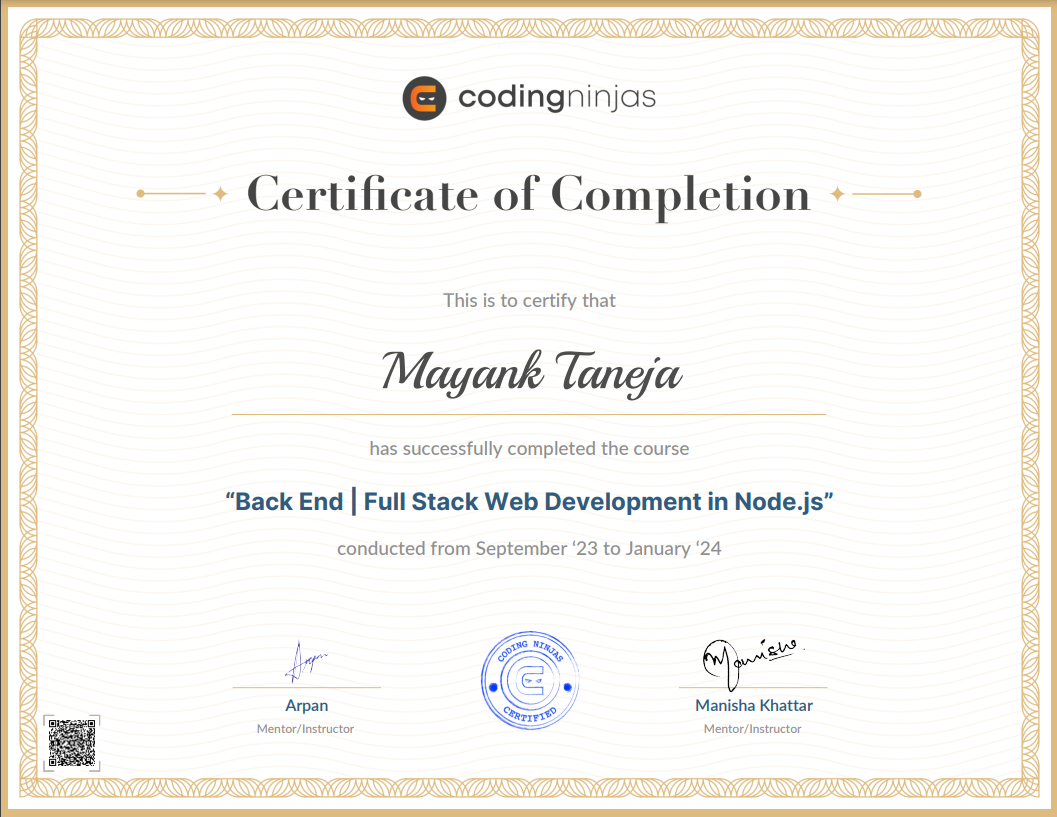 codingninjas
Certificate of Completion
This is to certify that
Mayank Taneja
has successfully completed the course
“Back End | Full Stack Web Development in Node.js”
conducted from September ‘23 to January ‘24
Arpan
CODING NINJAS
CERTIFIED
Manisha
Arpan
Mentor/Instructor
Manisha Khattar
Mentor/Instructor